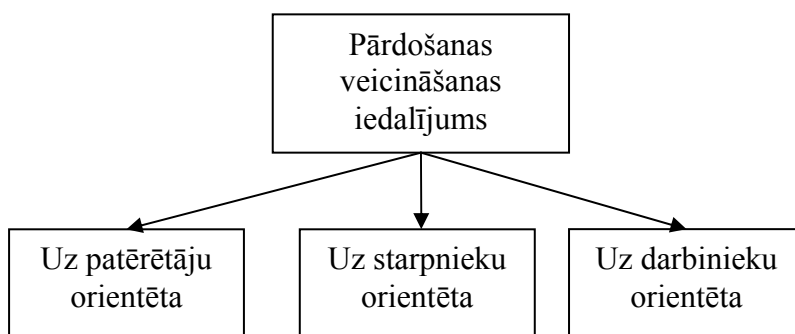 Pārdošanas
veicināšanas
iedalījums
Uz patērētāju
orientēta
Uz starpnieku
orientēta
Uz darbinieku
orientēta